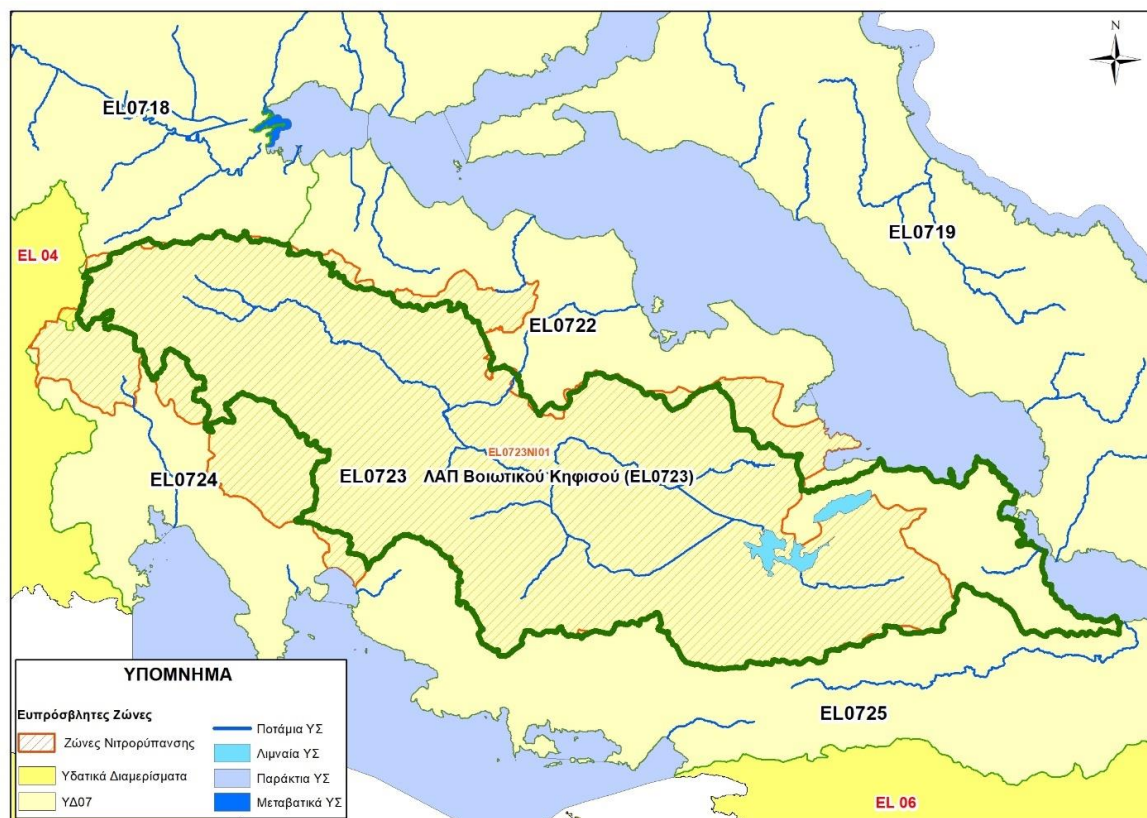 N
EL0718
EL0719
EL 04
EL0722
EL0723NI01
EL0724
EL0723
ΛΑΠ Βοιωτικού Κηφισού (EL0723)
EL0725
EL 06
ΥΠΟΜΝΗΜΑ
Ευπρόσβλητες Ζώνες
Ζώνες Νιτρορύπανσης
Υδατικά Διαμερίσματα
ΥΔ07
Ποτάμια ΥΣ
Λιμναία ΥΣ
Παράκτια ΥΣ
Μεταβατικά ΥΣ